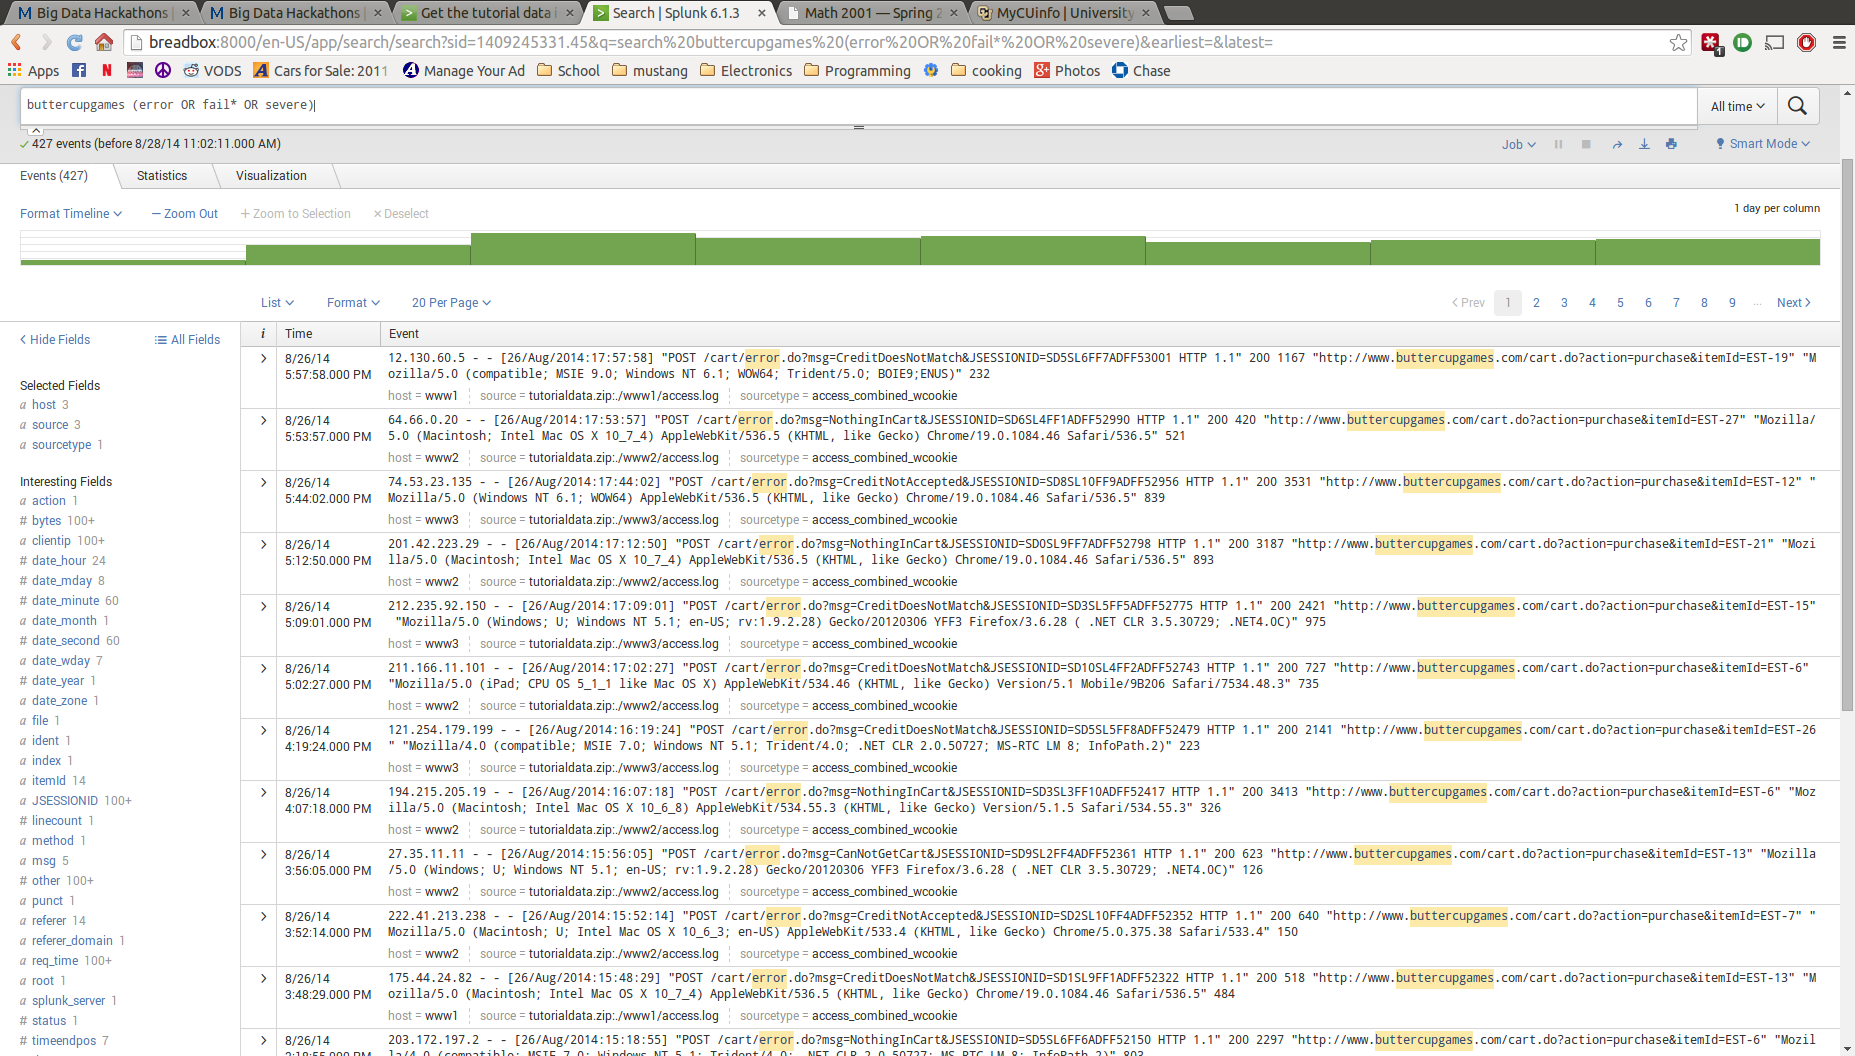 Big Data Hackathons |
Big Data Hackathons |
Get the tutorial data i
Search | Splunk 6.1.3
Math 2001 — Spring 2
MyCUinfo | University
breadbox:8000/en-US/app/search/search?sid=1409245331.45&q=search%20buttercupgames%20(error%20OR%20fail*%20OR%20severe)&earliest=&latest=
Apps VODS Cars for Sale: 2011 Manage Your Ad School mustang Electronics Programming cooking Photos Chase
buttercupgames (error OR fail* OR severe)
All time
427 events (before 8/28/14 11:02:11.000 AM)
Job
Smart Mode
Events (427) Statistics Visualization
Format Timeline — Zoom Out + Zoom to Selection × Deselect
1 day per column
List Format 20 Per Page
< Prev 1 2 3 4 5 6 7 8 9 ... Next >
< Hide Fields All Fields
Selected Fields
a host 3
a source 3
a sourcetype 1
Interesting Fields
a action 1
# bytes 100+
a clientip 100+
# date_hour 24
# date_mday 8
# date_minute 60
a date_month 1
# date_second 60
a date_wday 7
# date_year 1
a date_zone 1
a file 1
a ident 1
a index 1
a itemId 14
a JSESSIONID 100+
# linecount 1
a method 1
a msg 5
# other 100+
a punct 1
a referer 14
a referer_domain 1
# req_time 100+
a root 1
a splunk_server 1
# status 1
# timeendpos 7
i Time Event
8/26/14
5:57:58.000 PM
12.130.60.5 - - [26/Aug/2014:17:57:58] "POST /cart/error.do?msg=CreditDoesNotMatch&JSESSIONID=SD5SL6FF7ADFF53001 HTTP 1.1" 200 1167 "http://www.buttercupgames.com/cart.do?action=purchase&itemId=EST-19" "M
ozilla/5.0 (compatible; MSIE 9.0; Windows NT 6.1; WOW64; Trident/5.0; BOIE9;ENUS)" 232
host = www1 source = tutorialdata.zip:./www1/access.log sourcetype = access_combined_wcookie
8/26/14
5:53:57.000 PM
64.66.0.20 - - [26/Aug/2014:17:53:57] "POST /cart/error.do?msg=NothingInCart&JSESSIONID=SD6SL4FF1ADFF52990 HTTP 1.1" 200 420 "http://www.buttercupgames.com/cart.do?action=purchase&itemId=EST-27" "Mozilla/
5.0 (Macintosh; Intel Mac OS X 10_7_4) AppleWebKit/536.5 (KHTML, like Gecko) Chrome/19.0.1084.46 Safari/536.5" 521
host = www2 source = tutorialdata.zip:./www2/access.log sourcetype = access_combined_wcookie
8/26/14
5:44:02.000 PM
74.53.23.135 - - [26/Aug/2014:17:44:02] "POST /cart/error.do?msg=CreditNotAccepted&JSESSIONID=SD8SL10FF9ADFF52956 HTTP 1.1" 200 3531 "http://www.buttercupgames.com/cart.do?action=purchase&itemId=EST-12" "
Mozilla/5.0 (Windows NT 6.1; WOW64) AppleWebKit/536.5 (KHTML, like Gecko) Chrome/19.0.1084.46 Safari/536.5" 839
host = www3 source = tutorialdata.zip:./www3/access.log sourcetype = access_combined_wcookie
8/26/14
5:12:50.000 PM
201.42.223.29 - - [26/Aug/2014:17:12:50] "POST /cart/error.do?msg=NothingInCart&JSESSIONID=SD0SL9FF7ADFF52798 HTTP 1.1" 200 3187 "http://www.buttercupgames.com/cart.do?action=purchase&itemId=EST-21" "Mozi
lla/5.0 (Macintosh; Intel Mac OS X 10_7_4) AppleWebKit/536.5 (KHTML, like Gecko) Chrome/19.0.1084.46 Safari/536.5" 893
host = www2 source = tutorialdata.zip:./www2/access.log sourcetype = access_combined_wcookie
8/26/14
5:09:01.000 PM
212.235.92.150 - - [26/Aug/2014:17:09:01] "POST /cart/error.do?msg=CreditDoesNotMatch&JSESSIONID=SD3SL5FF5ADFF52775 HTTP 1.1" 200 2421 "http://www.buttercupgames.com/cart.do?action=purchase&itemId=EST-15"
"Mozilla/5.0 (Windows; U; Windows NT 5.1; en-US; rv:1.9.2.28) Gecko/20120306 YFF3 Firefox/3.6.28 ( .NET CLR 3.5.30729; .NET4.0C)" 975
host = www3 source = tutorialdata.zip:./www3/access.log sourcetype = access_combined_wcookie
8/26/14
5:02:27.000 PM
211.166.11.101 - - [26/Aug/2014:17:02:27] "POST /cart/error.do?msg=CreditDoesNotMatch&JSESSIONID=SD10SL4FF2ADFF52743 HTTP 1.1" 200 727 "http://www.buttercupgames.com/cart.do?action=purchase&itemId=EST-6"
"Mozilla/5.0 (iPad; CPU OS 5_1_1 like Mac OS X) AppleWebKit/534.46 (KHTML, like Gecko) Version/5.1 Mobile/9B206 Safari/7534.48.3" 735
host = www2 source = tutorialdata.zip:./www2/access.log sourcetype = access_combined_wcookie
8/26/14
4:19:24.000 PM
121.254.179.199 - - [26/Aug/2014:16:19:24] "POST /cart/error.do?msg=CreditDoesNotMatch&JSESSIONID=SD5SL5FF8ADFF52479 HTTP 1.1" 200 2141 "http://www.buttercupgames.com/cart.do?action=purchase&itemId=EST-26
" "Mozilla/4.0 (compatible; MSIE 7.0; Windows NT 5.1; Trident/4.0; .NET CLR 2.0.50727; MS-RTC LM 8; InfoPath.2)" 223
host = www3 source = tutorialdata.zip:./www3/access.log sourcetype = access_combined_wcookie
8/26/14
4:07:18.000 PM
194.215.205.19 - - [26/Aug/2014:16:07:18] "POST /cart/error.do?msg=NothingInCart&JSESSIONID=SD3SL3FF10ADFF52417 HTTP 1.1" 200 3413 "http://www.buttercupgames.com/cart.do?action=purchase&itemId=EST-6" "Moz
illa/5.0 (Macintosh; Intel Mac OS X 10_6_8) AppleWebKit/534.55.3 (KHTML, like Gecko) Version/5.1.5 Safari/534.55.3" 326
host = www2 source = tutorialdata.zip:./www2/access.log sourcetype = access_combined_wcookie
8/26/14
3:56:05.000 PM
27.35.11.11 - - [26/Aug/2014:15:56:05] "POST /cart/error.do?msg=CanNotGetCart&JSESSIONID=SD9SL2FF4ADFF52361 HTTP 1.1" 200 623 "http://www.buttercupgames.com/cart.do?action=purchase&itemId=EST-13" "Mozilla
/5.0 (Windows; U; Windows NT 5.1; en-US; rv:1.9.2.28) Gecko/20120306 YFF3 Firefox/3.6.28 ( .NET CLR 3.5.30729; .NET4.0C)" 126
host = www2 source = tutorialdata.zip:./www2/access.log sourcetype = access_combined_wcookie
8/26/14
3:52:14.000 PM
222.41.213.238 - - [26/Aug/2014:15:52:14] "POST /cart/error.do?msg=CreditNotAccepted&JSESSIONID=SD2SL10FF4ADFF52352 HTTP 1.1" 200 640 "http://www.buttercupgames.com/cart.do?action=purchase&itemId=EST-7" "
Mozilla/5.0 (Macintosh; U; Intel Mac OS X 10_6_3; en-US) AppleWebKit/533.4 (KHTML, like Gecko) Chrome/5.0.375.38 Safari/533.4" 150
host = www2 source = tutorialdata.zip:./www2/access.log sourcetype = access_combined_wcookie
8/26/14
3:48:29.000 PM
175.44.24.82 - - [26/Aug/2014:15:48:29] "POST /cart/error.do?msg=CreditDoesNotMatch&JSESSIONID=SD1SL9FF1ADFF52322 HTTP 1.1" 200 518 "http://www.buttercupgames.com/cart.do?action=purchase&itemId=EST-13" "M
ozilla/5.0 (Macintosh; Intel Mac OS X 10_7_4) AppleWebKit/536.5 (KHTML, like Gecko) Chrome/19.0.1084.46 Safari/536.5" 484
host = www1 source = tutorialdata.zip:./www1/access.log sourcetype = access_combined_wcookie
8/26/14
3:18:55.000 PM
203.172.197.2 - - [26/Aug/2014:15:18:55] "POST /cart/error.do?msg=NothingInCart&JSESSIONID=SD5SL6FF6ADFF52150 HTTP 1.1" 200 2297 "http://www.buttercupgames.com/cart.do?action=purchase&itemId=EST-6" "Mozil
la/4.0 (compatible; MSIE 7.0; Windows NT 5.1; Trident/4.0; .NET CLR 2.0.50727; MS-RTC LM 8; InfoPath.2)" 893